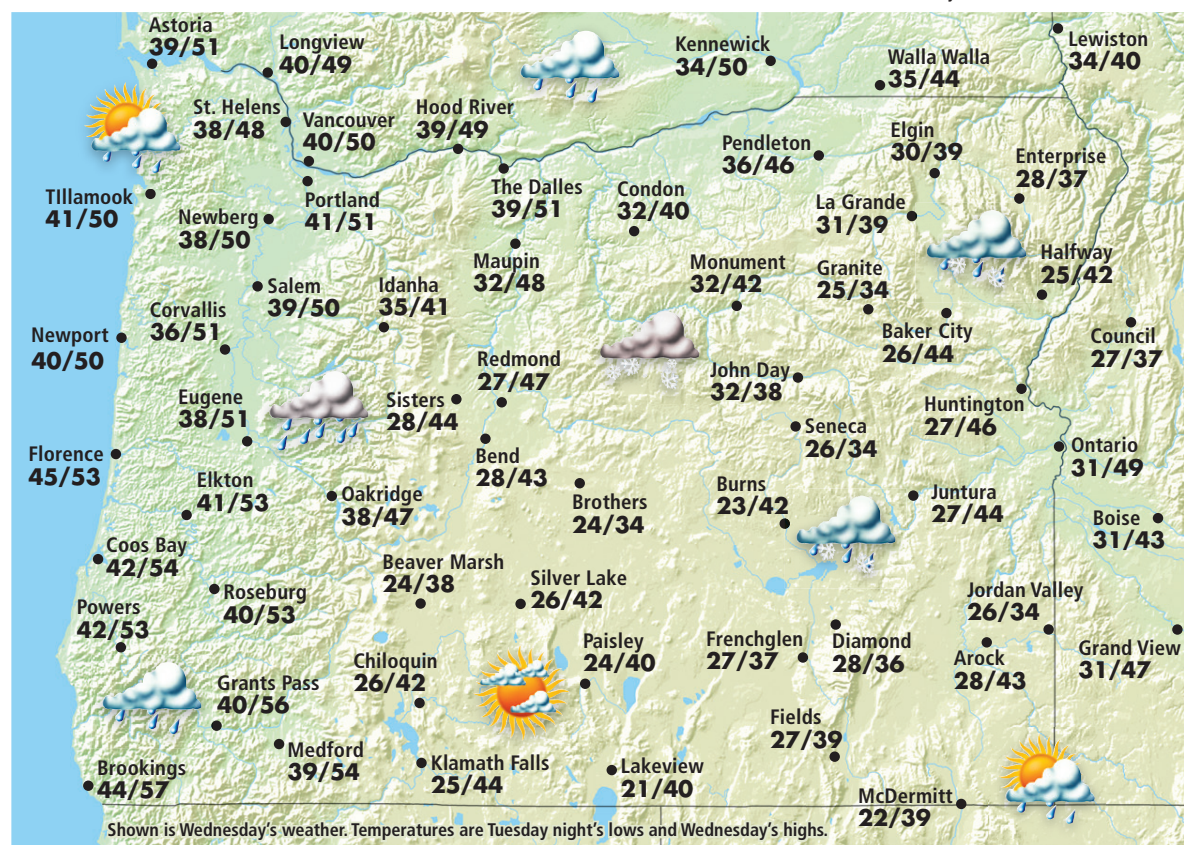 Astoria
39/51
Longview
40/49
Kennewick
34/50
Walla Walla
35/44
Lewiston
34/40
St. Helens
38/48
Vancouver
40/50
Hood River
39/49
Pendleton
36/46
Elgin
30/39
Enterprise
28/37
TIllamook
41/50
Newberg
38/50
Portland
41/51
The Dalles
39/51
Condon
32/40
La Grande
31/39
Maupin
32/48
Monument
32/42
Granite
25/34
Halfway
25/42
Salem
39/50
Idanha
35/41
Corvallis
36/51
Newport
40/50
Baker City
26/44
Council
27/37
Redmond
27/47
John Day
32/38
Eugene
38/51
Sisters
28/44
Huntington
27/46
Seneca
26/34
Ontario
31/49
Florence
45/53
Bend
28/43
Elkton
41/53
Oakridge
38/47
Brothers
24/34
Burns
23/42
Juntura
27/44
Boise
31/43
Coos Bay
42/54
Beaver Marsh
24/38
Silver Lake
26/42
Roseburg
40/53
Jordan Valley
26/34
Powers
42/53
Paisley
24/40
Frenchglen
27/37
Diamond
28/36
Arock
28/43
Grand View
31/47
Chiloquin
26/42
Grants Pass
40/56
Fields
27/39
Medford
39/54
Klamath Falls
25/44
Lakeview
21/40
Brookings
44/57
McDermitt
22/39
Shown is Wednesday's weather. Temperatures are Tuesday night's lows and Wednesday's highs.